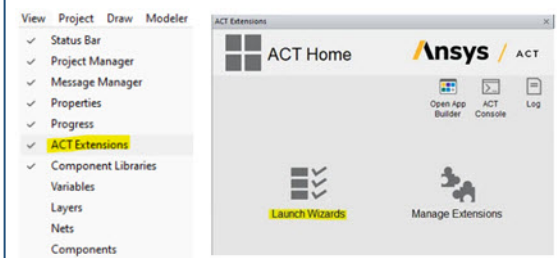 View Project Draw Modeler
Status Bar
Project Manager
Message Manager
Properties
Progress
ACT Extensions
Component Libraries
Variables
Layers
Nets
Components
ACT Extensions
ACT Home
Ansys / ACT
Open App Builder
ACT Console
Log
Launch Wizards
Manage Extensions